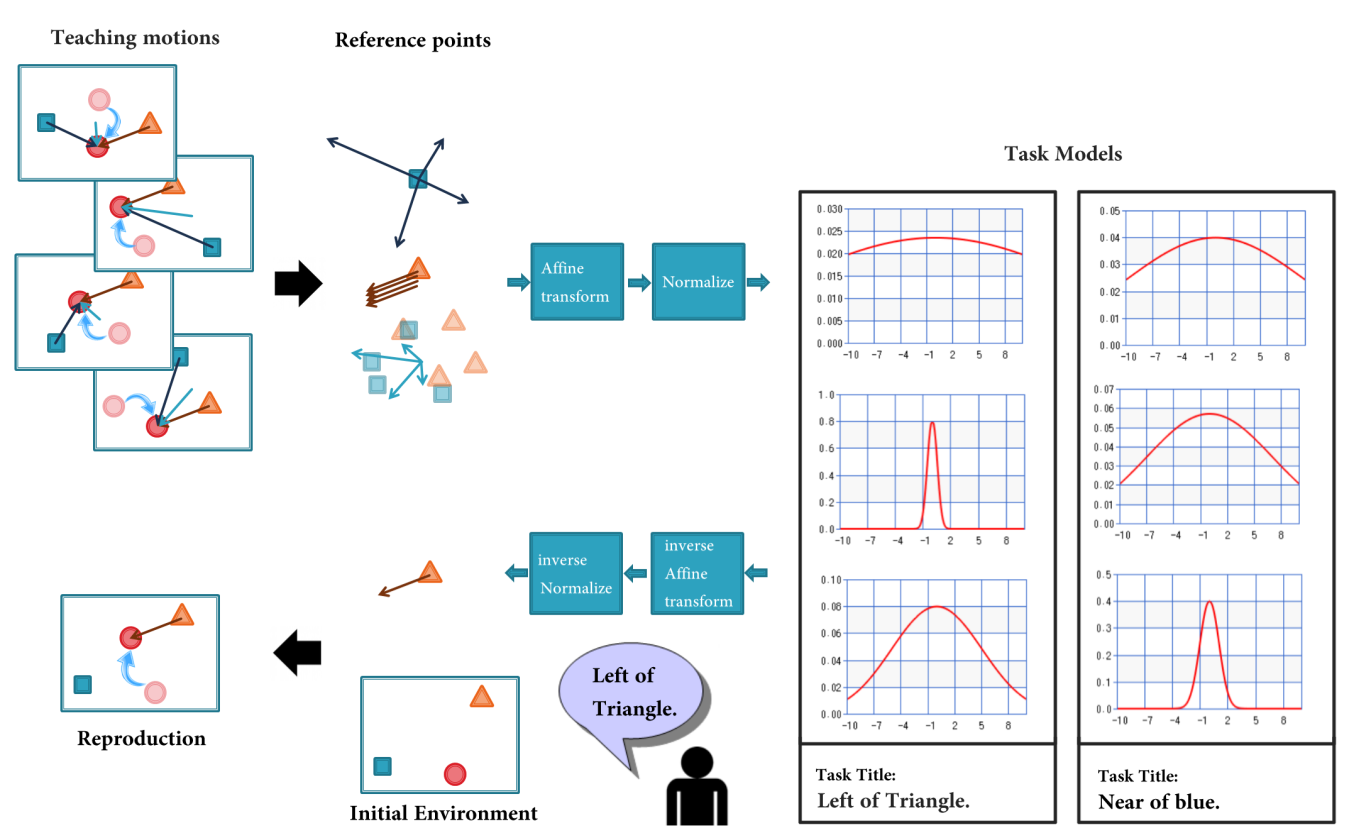 Teaching motions
Reference points
Affine
transform
Normalize
Task Models
0.030
0.025
0.020
0.015
0.010
0.005
0.000
-10 -7 -4 -1 2 5 8
1.0
0.8
0.6
0.4
0.2
0.0
-10 -7 -4 -1 2 5 8
0.10
0.08
0.06
0.04
0.02
0.00
-10 -7 -4 -1 2 5 8
Task Title:
Left of Triangle.
0.05
0.04
0.03
0.02
0.01
0.00
-10 -7 -4 -1 2 5 8
0.07
0.06
0.05
0.04
0.03
0.02
0.01
0.00
-10 -7 -4 -1 2 5 8
0.5
0.4
0.3
0.2
0.1
0.0
-10 -7 -4 -1 2 5 8
Task Title:
Near of blue.
inverse
Normalize
inverse
Affine
transform
Left of
Triangle.
Reproduction
Initial Environment